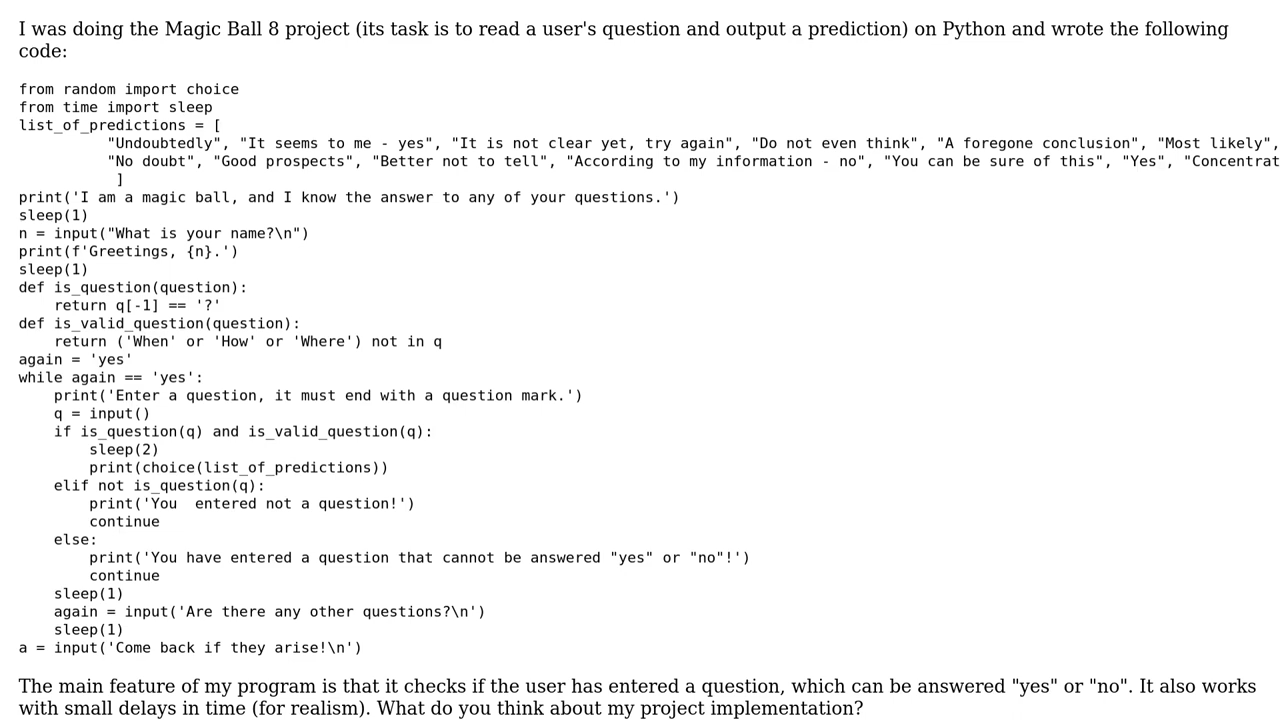 I was doing the Magic Ball 8 project (its task is to read a user's question and output a prediction) on Python and wrote the following
code:
from random import choice
from time import sleep
list_of_predictions = [
          "Undoubtedly", "It seems to me - yes", "It is not clear yet, try again", "Do not even think", "A foregone conclusion", "Most likely",
          "No doubt", "Good prospects", "Better not to tell", "According to my information - no", "You can be sure of this", "Yes", "Concentrat
           ]
print('I am a magic ball, and I know the answer to any of your questions.')
sleep(1)
n = input("What is your name?\n")
print(f'Greetings, {n}.')
sleep(1)
def is_question(question):
    return q[-1] == '?'
def is_valid_question(question):
    return ('When' or 'How' or 'Where') not in q
again = 'yes'
while again == 'yes':
    print('Enter a question, it must end with a question mark.')
    q = input()
    if is_question(q) and is_valid_question(q):
        sleep(2)
        print(choice(list_of_predictions))
    elif not is_question(q):
        print('You  entered not a question!')
        continue
    else:
        print('You have entered a question that cannot be answered "yes" or "no"!')
        continue
    sleep(1)
    again = input('Are there any other questions?\n')
    sleep(1)
a = input('Come back if they arise!\n')
The main feature of my program is that it checks if the user has entered a question, which can be answered "yes" or "no". It also works
with small delays in time (for realism). What do you think about my project implementation?